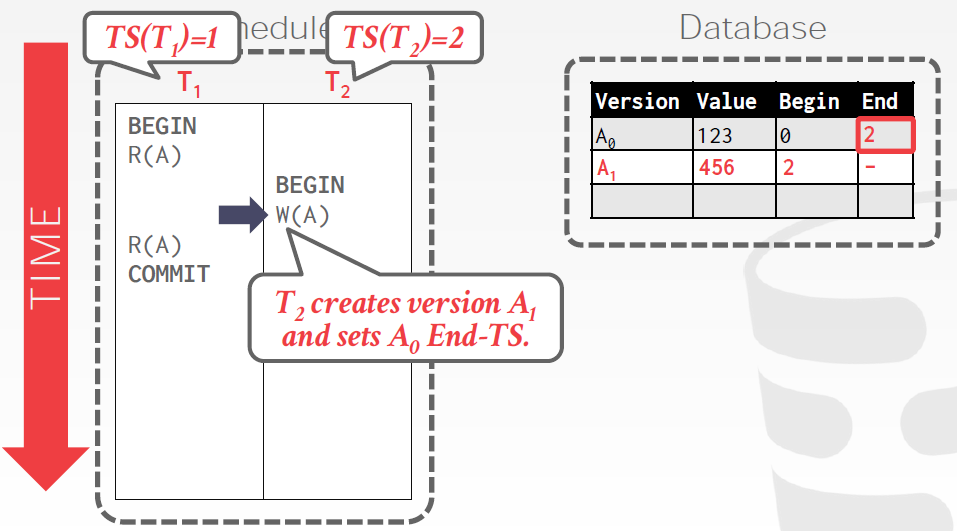 TS(T1)=1
TS(T2)=2
Database
T1
T2
Version Value Begin End
A0 123 0 2
A1 456 2 -
BEGIN
R(A)
BEGIN
W(A)
R(A)
COMMIT
T2 creates version A1
and sets A0 End-TS.
TIME